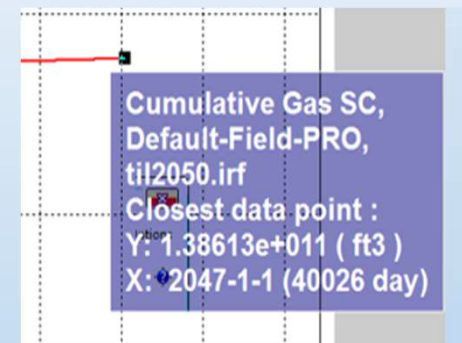 Cumulative Gas SC,
Default-Field-PRO,
til2050.irf
Closest data point :
Y: 1.38613e+011 ( ft3 )
X: 2047-1-1 (40026 day)